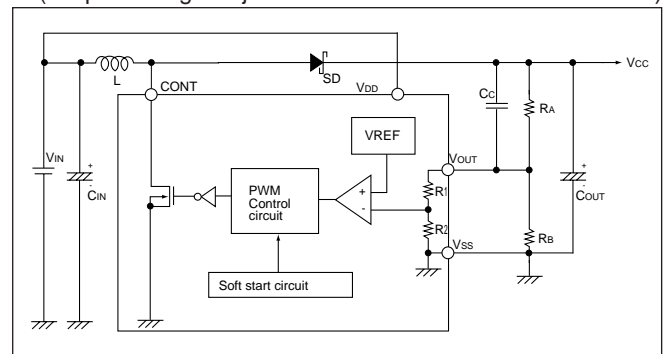 VCC
L
SD
CONT
VDD
CC
RA
VREF
VIN
+
-
CIN
PWM
Control
circuit
+
-
VOUT
R1
R2
+
-
COUT
RB
VSS
Soft start circuit